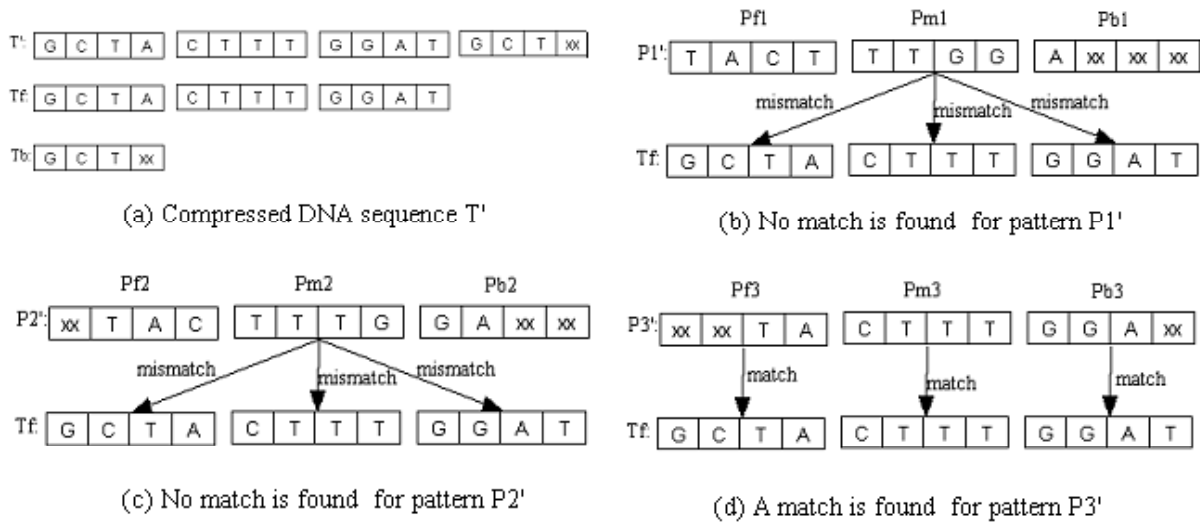 T': G C T A C T T T G G A T G C T xx
Tf: G C T A C T T T G G A T
Tb: G C T xx
(a) Compressed DNA sequence T'
Pf1 Pm1 Pb1
P1': T A C T T T G G A xx xx xx
mismatch mismatch mismatch
Tf: G C T A C T T T G G A T
(b) No match is found for pattern P1'
Pf2 Pm2 Pb2
P2': xx T A C T T T G G A xx xx
mismatch mismatch mismatch
Tf: G C T A C T T T G G A T
(c) No match is found for pattern P2'
Pf3 Pm3 Pb3
P3': xx xx T A C T T T G G A xx
match match match
Tf: G C T A C T T T G G A T
(d) A match is found for pattern P3'